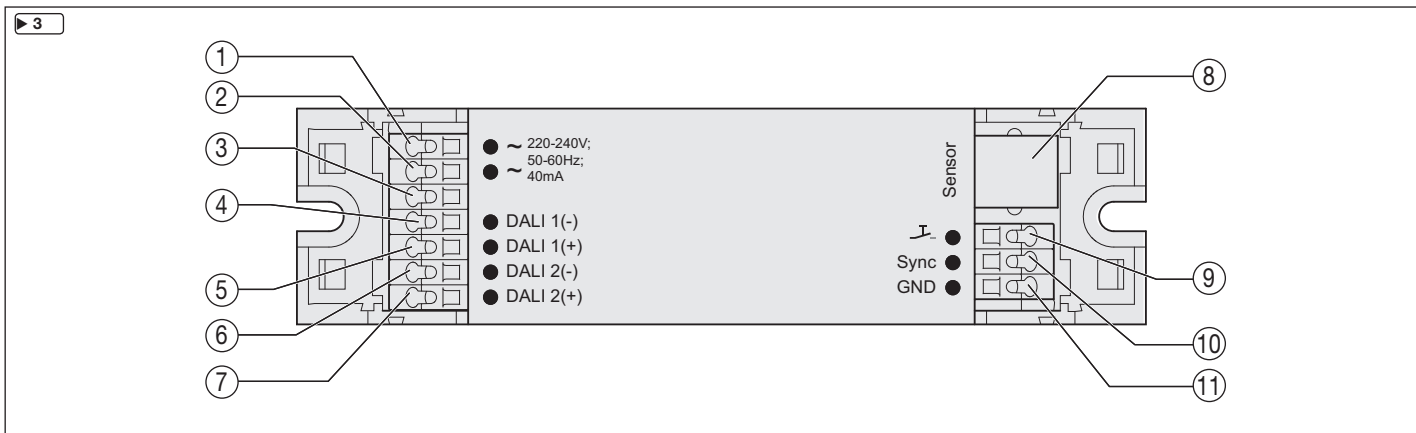 ▶ 3
1
2
3
4
5
6
7
~ 220-240V;
50-60Hz;
~ 40mA
DALI 1(-)
DALI 1(+)
DALI 2(-)
DALI 2(+)
Sensor
Sync
GND
8
9
10
11